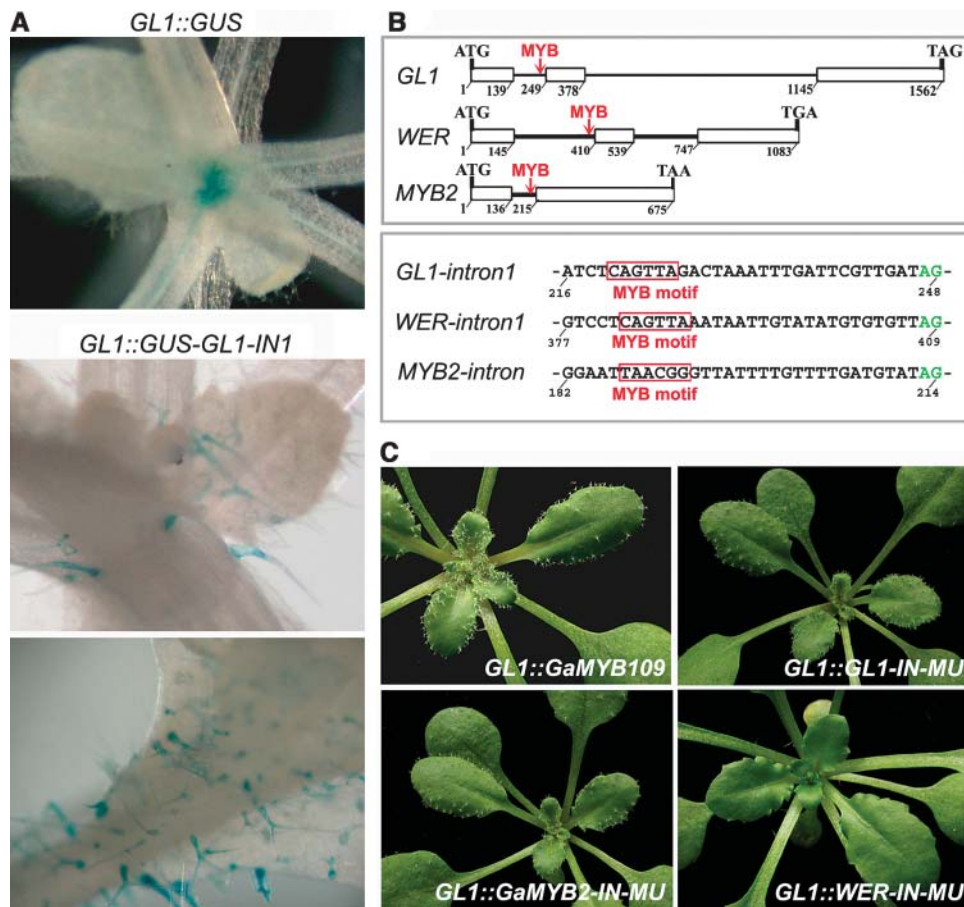 A
GL1::GUS
GL1::GUS-GL1-IN1
B
ATG MYB TAG
GL1
1 139 249 378 1145 1562
ATG MYB TGA
WER
1 145 410 539 747 1083
ATG MYB TAA
MYB2
1 136 215 675
GL1-intron1 -ATCTCAGTTAGACTAAATTTGATTCGTTGATAG-
216 MYB motif 248
WER-intron1 -GTCCTCAGTTAAATAATTGTATATGTGTGTTAG-
377 MYB motif 409
MYB2-intron -GGAATTAACGGGTTATTTTGTTTTGATGTATAG-
182 MYB motif 214
C
GL1::GaMYB109
GL1::GL1-IN-MU
GL1::GaMYB2-IN-MU
GL1::WER-IN-MU